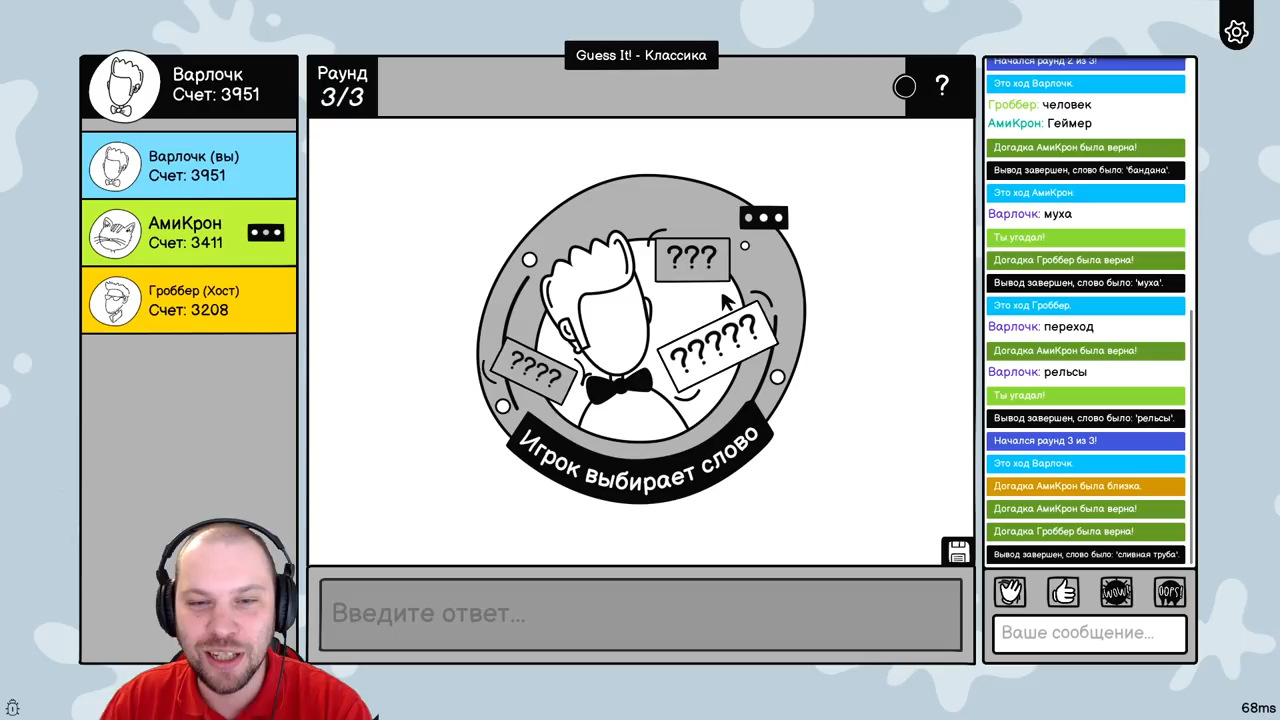 Guess It! - Классика
Варлочк
Счет: 3951
Варлочк (вы)
Счет: 3951
АмиКрон
Счет: 3411
Гроббер (Хост)
Счет: 3208
Раунд
3/3
?
???
????
?????
Игрок выбирает слово
Введите ответ...
Начался раунд 2 из 3!
Это ход Варлочк.
Гроббер: человек
АмиКрон: Геймер
Догадка АмиКрон была верна!
Вывод завершен, слово было: 'бандана'.
Это ход АмиКрон.
Варлочк: муха
Ты угадал!
Догадка Гроббер была верна!
Вывод завершен, слово было: 'муха'.
Это ход Гроббер.
Варлочк: переход
Догадка АмиКрон была верна!
Варлочк: рельсы
Ты угадал!
Вывод завершен, слово было: 'рельсы'.
Начался раунд 3 из 3!
Это ход Варлочк.
Догадка АмиКрон была близка.
Догадка АмиКрон была верна!
Догадка Гроббер была верна!
Вывод завершен, слово было: 'сливная труба'.
WOW!
OOPS!
Ваше сообщение...
68ms